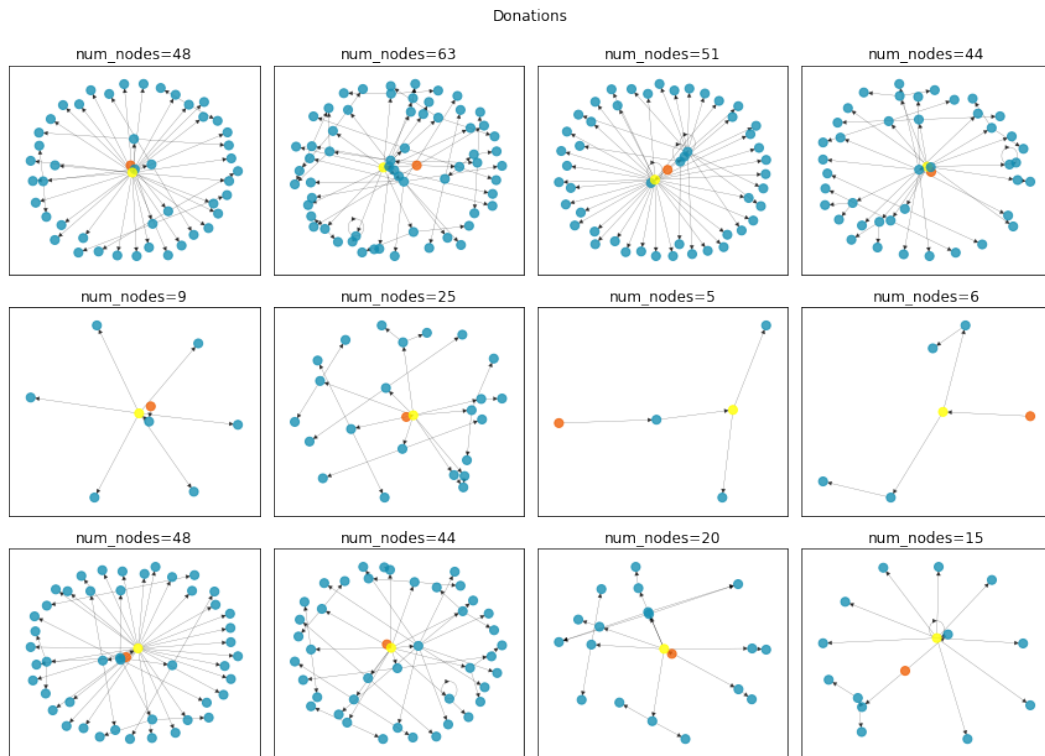 Donations
num_nodes=48 num_nodes=63 num_nodes=51 num_nodes=44
num_nodes=9 num_nodes=25 num_nodes=5 num_nodes=6
num_nodes=48 num_nodes=44 num_nodes=20 num_nodes=15